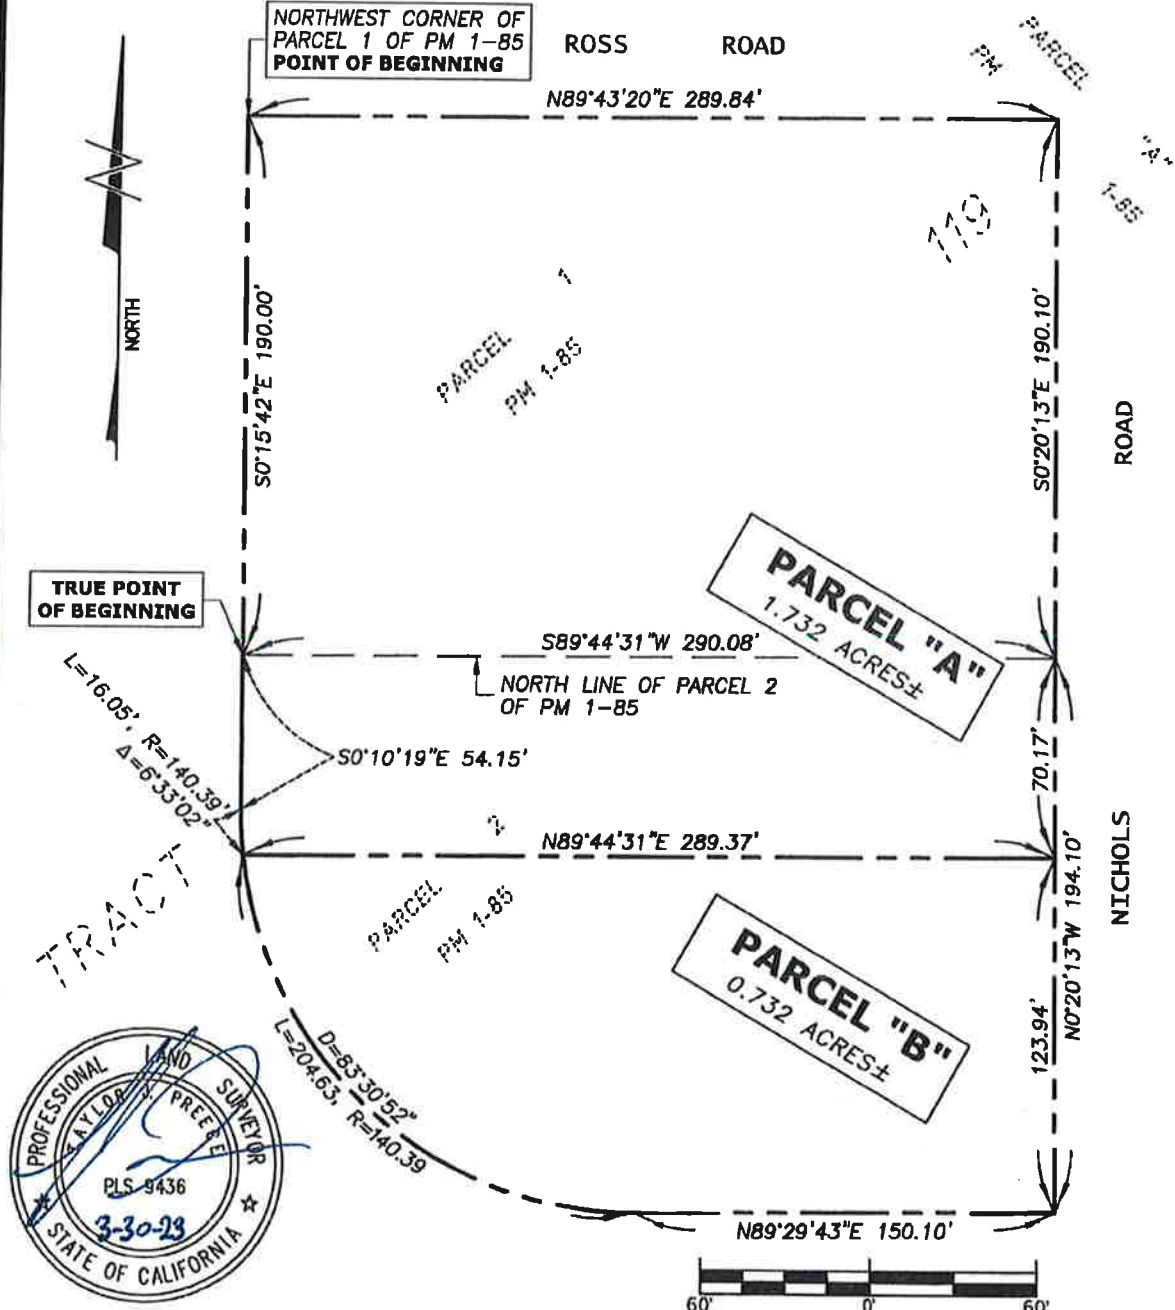 NORTHWEST CORNER OF
PARCEL 1 OF PM 1-85
POINT OF BEGINNING
ROSS ROAD
PARCEL "A"
PM 1-85
N89°43'20"E 289.84'
NORTH
119
S0°15'42"E 190.00'
PARCEL 1
PM 1-85
S0°20'13"E 190.10'
NICHOLS ROAD
TRUE POINT
OF BEGINNING
PARCEL "A"
1.732 ACRES±
S89°44'31"W 290.08'
NORTH LINE OF PARCEL 2
OF PM 1-85
L=16.05', R=140.39'
Δ=6°33'02"
S0°10'19"E 54.15'
70.17'
N89°44'31"E 289.37'
N0°20'13"W 194.10'
TRACT
PARCEL 2
PM 1-85
PARCEL "B"
0.732 ACRES±
123.94'
D=83°30'52"
L=204.63, R=140.39
PROFESSIONAL LAND SURVEYOR
TAYLOR J. PREECE
PLS 9436
3-30-23
STATE OF CALIFORNIA
N89°29'43"E 150.10'
60' 0' 60'